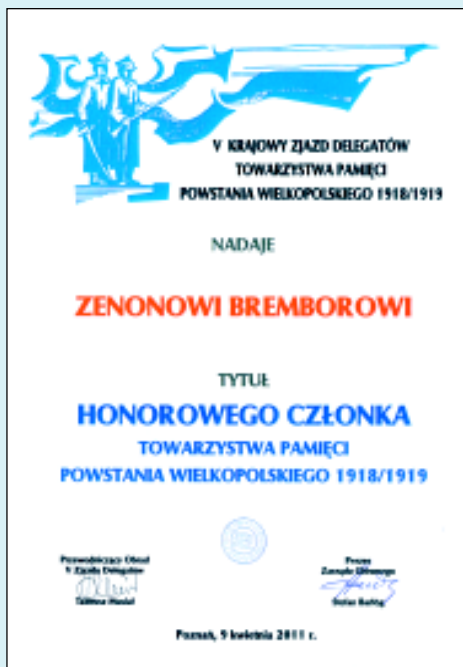 V KRAJOWY ZJAZD DELEGATÓW
TOWARZYSTWA PAMIĘCI
POWSTANIA WIELKOPOLSKIEGO 1918/1919
NADAJE
ZENONOWI BREMBOROWI
TYTUŁ
HONOROWEGO CZŁONKA
TOWARZYSTWA PAMIĘCI
POWSTANIA WIELKOPOLSKIEGO 1918/1919
Przewodniczący Obrad
V Zjazdu Delegatów
Prezes
Zarządu Głównego
Poznań, 9 kwietnia 2011 r.